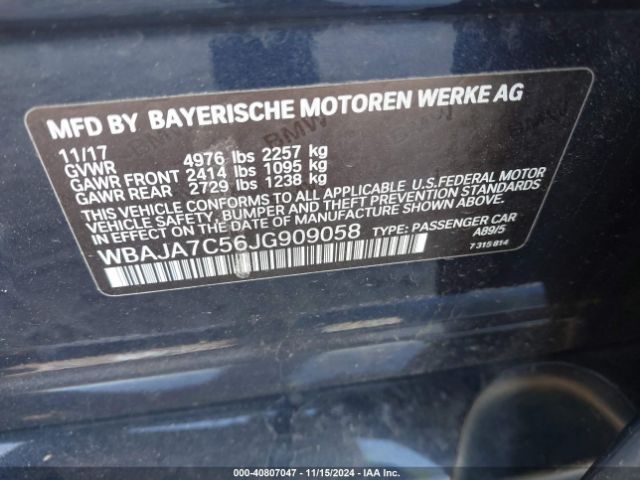 MFD BY BAYERISCHE MOTOREN WERKE AG
11/17
GVWR 4976 lbs 2257 kg
GAWR FRONT 2414 lbs 1095 kg
GAWR REAR 2729 lbs 1238 kg
THIS VEHICLE CONFORMS TO ALL APPLICABLE U.S.FEDERAL MOTOR
VEHICLE SAFETY, BUMPER, AND THEFT PREVENTION STANDARDS
IN EFFECT ON THE DATE OF MANUFACTURE SHOWN ABOVE.
WBAJA7C56JG909058 TYPE: PASSENGER CAR
A89/5
7 315 814
000-40807047 - 11/15/2024 - IAA Inc.